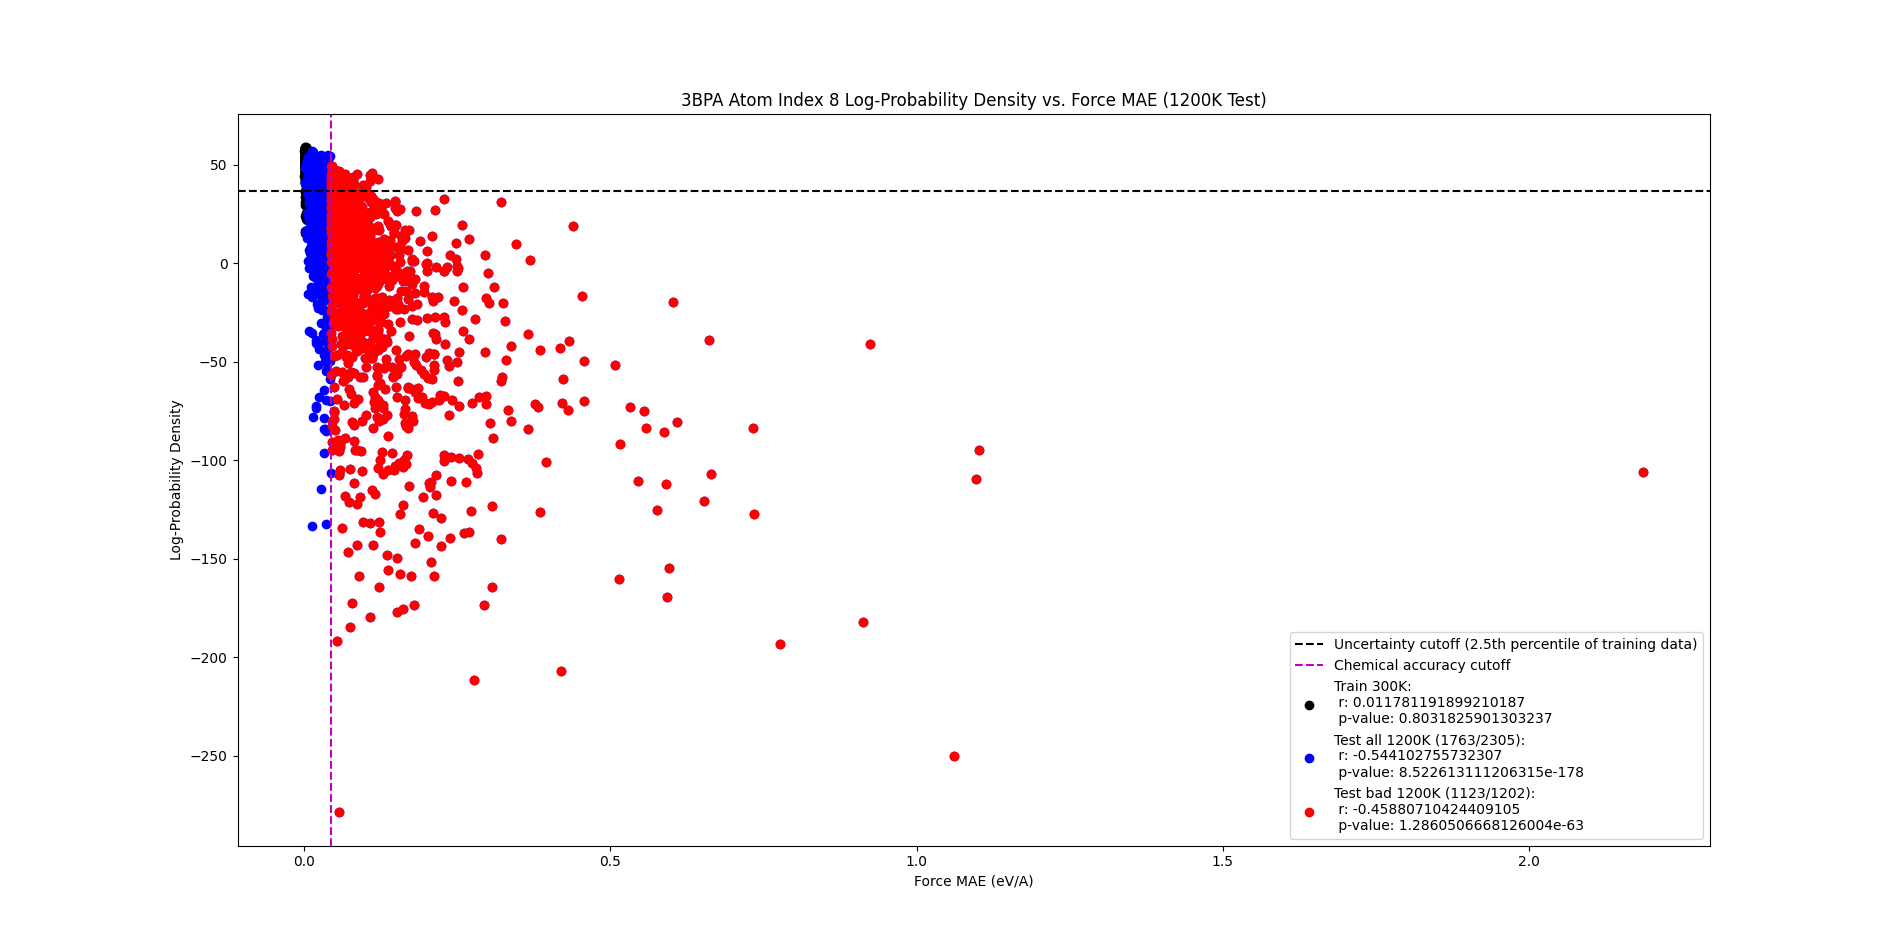 3BPA Atom Index 8 Log-Probability Density vs. Force MAE (1200K Test)
Log-Probability Density
50
0
−50
−100
−150
−200
−250
0.0
0.5
1.0
1.5
2.0
Force MAE (eV/A)
Uncertainty cutoff (2.5th percentile of training data)
Chemical accuracy cutoff
Train 300K:
r: 0.011781191899210187
p-value: 0.8031825901303237
Test all 1200K (1763/2305):
r: -0.544102755732307
p-value: 8.522613111206315e-178
Test bad 1200K (1123/1202):
r: -0.45880710424409105
p-value: 1.2860506668126004e-63